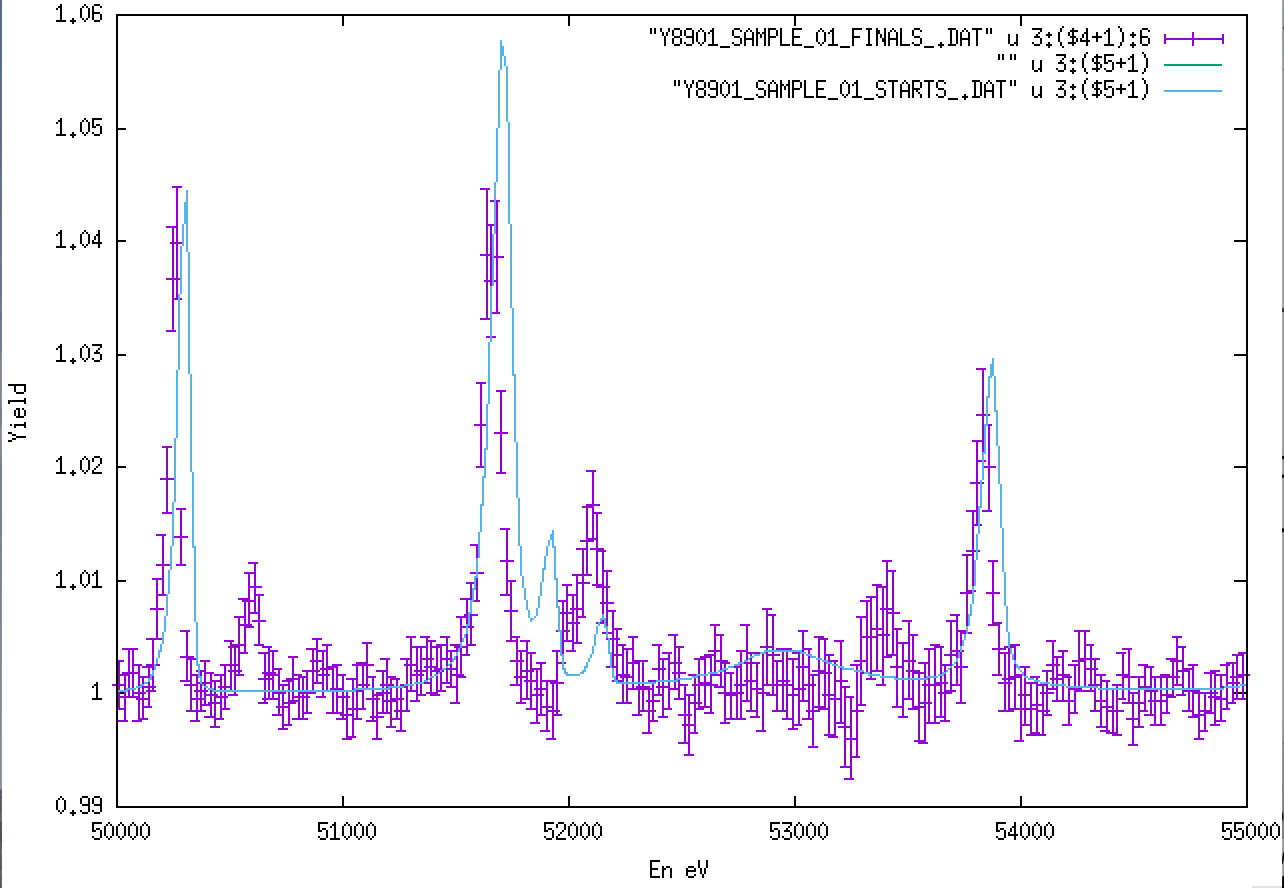 1.06
"Y8901_SAMPLE_01_FINALS_.DAT" u 3:($4+1):6
"" u 3:($5+1)
"Y8901_SAMPLE_01_STARTS_.DAT" u 3:($5+1)
1.05
1.04
1.03
1.02
1.01
1
0.99
Yield
50000 51000 52000 53000 54000 55000
En eV